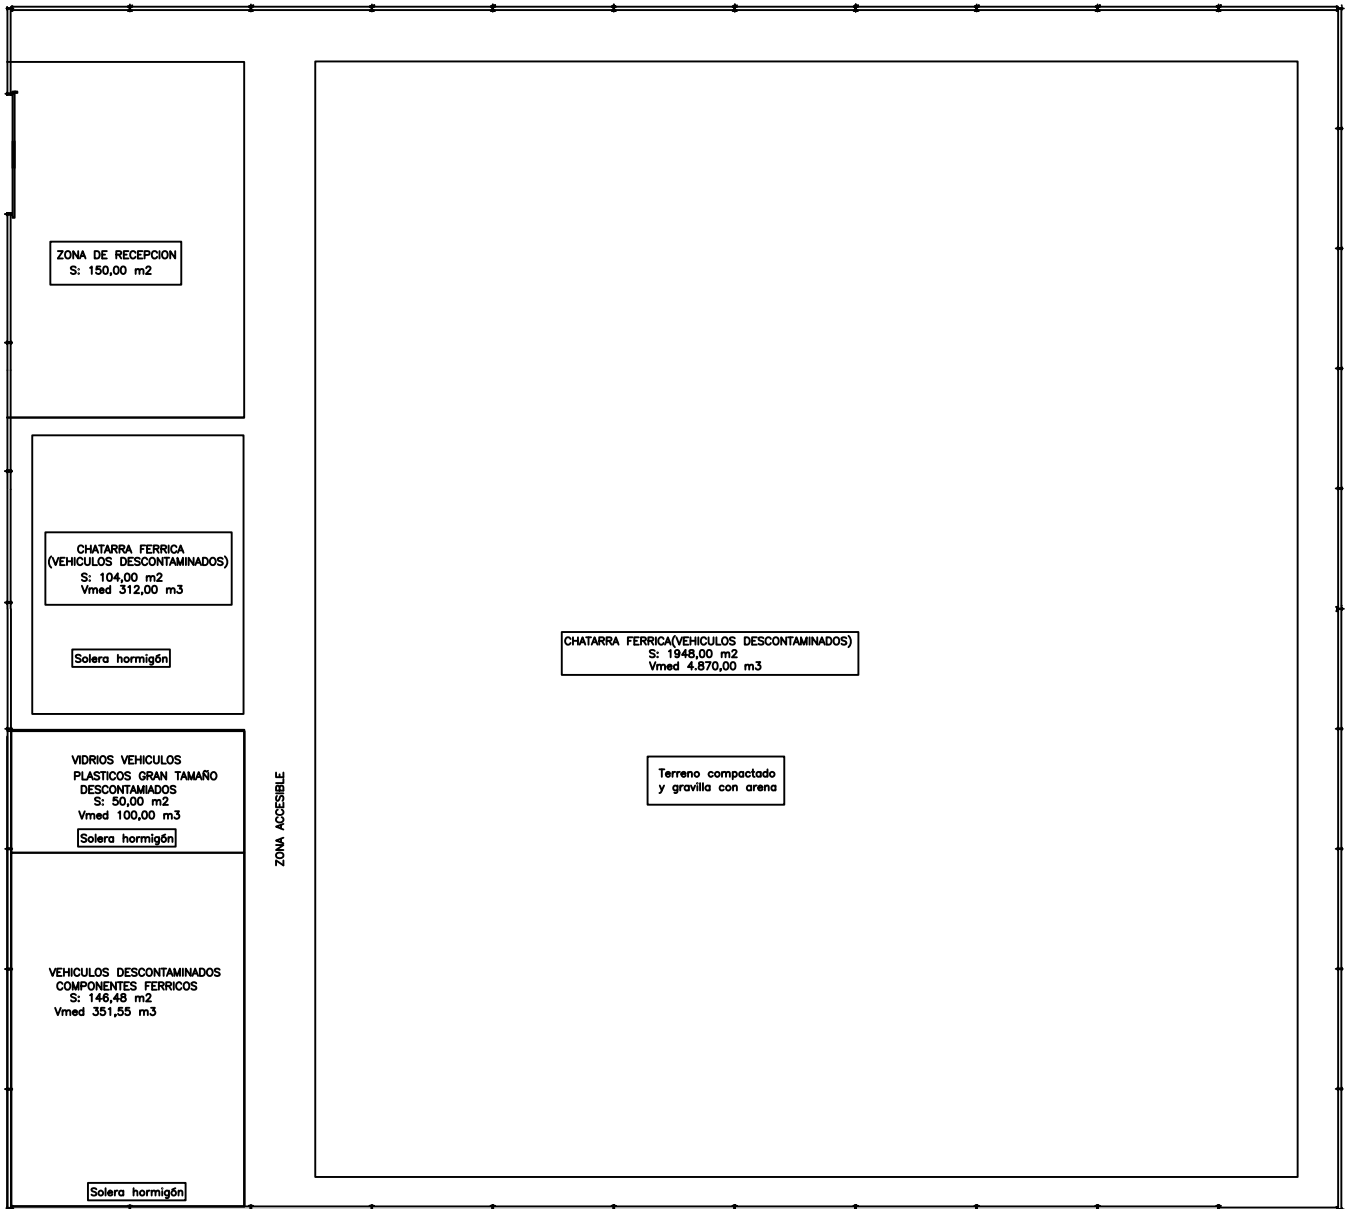 ZONA DE RECEPCION
S: 150,00 m2
CHATARRA FERRICA
(VEHICULOS DESCONTAMINADOS)
S: 104,00 m2
Vmed 312,00 m3
Solera hormigón
VIDRIOS VEHICULOS
PLASTICOS GRAN TAMAÑO
DESCONTAMIADOS
S: 50,00 m2
Vmed 100,00 m3
Solera hormigón
VEHICULOS DESCONTAMINADOS
COMPONENTES FERRICOS
S: 146,48 m2
Vmed 351,55 m3
Solera hormigón
ZONA ACCESIBLE
CHATARRA FERRICA(VEHICULOS DESCONTAMINADOS)
S: 1948,00 m2
Vmed 4.870,00 m3
Terreno compactado
y gravilla con arena